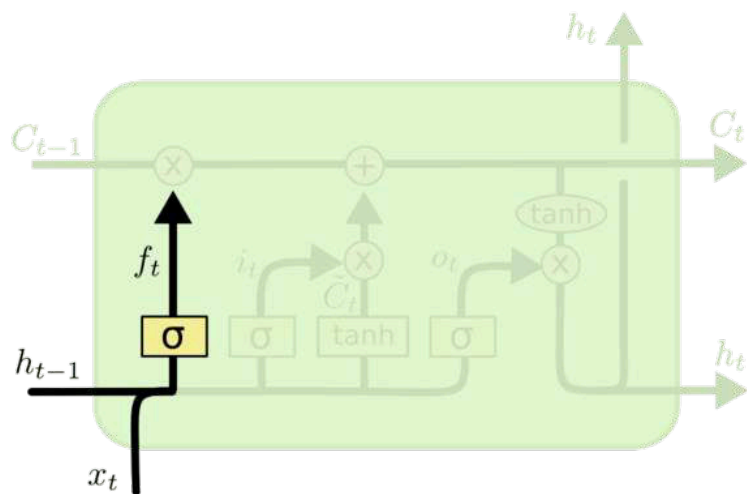 h_t
C_{t-1}
C_t
×
+
tanh
f_t
i_t
×
o_t
×
C̃_t
σ
σ
tanh
σ
h_{t-1}
h_t
x_t